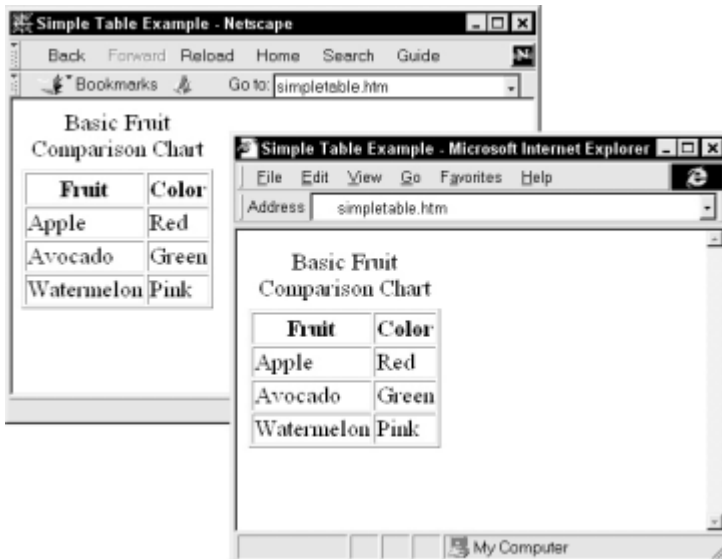 Simple Table Example - Netscape
Back Forward Reload Home Search Guide
N
Bookmarks Go to: simpletable.htm
Basic Fruit
Comparison Chart
Fruit Color
Apple Red
Avocado Green
Watermelon Pink
Simple Table Example - Microsoft Internet Explorer
File Edit View Go Favorites Help
Address simpletable.htm
Basic Fruit
Comparison Chart
Fruit Color
Apple Red
Avocado Green
Watermelon Pink
My Computer